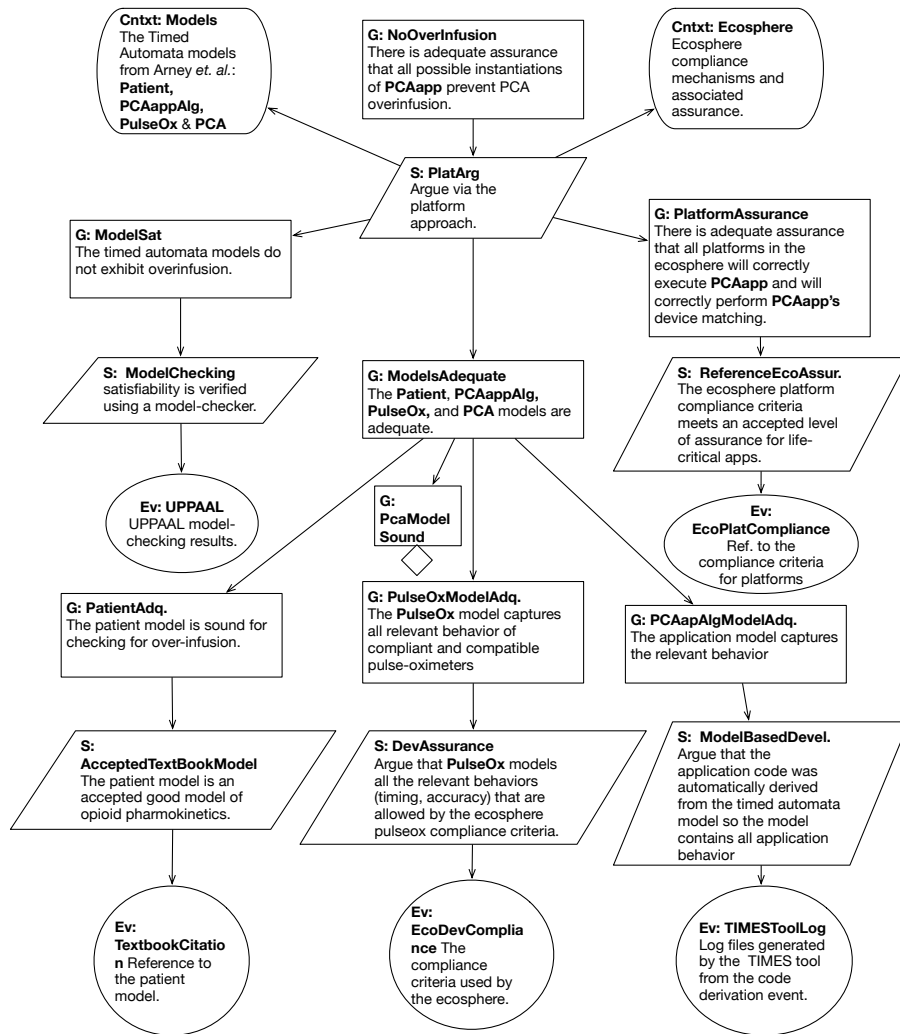 Cntxt: Models
The Timed
Automata models
from Arney et. al.:
Patient,
PCAappAlg,
PulseOx & PCA
G: NoOverInfusion
There is adequate assurance
that all possible instantiations
of PCAapp prevent PCA
overinfusion.
Cntxt: Ecosphere
Ecosphere
compliance
mechanisms and
associated
assurance.
S: PlatArg
Argue via the
platform
approach.
G: ModelSat
The timed automata models do
not exhibit overinfusion.
G: PlatformAssurance
There is adequate assurance
that all platforms in the
ecosphere will correctly
execute PCAapp and will
correctly perform PCAapp's
device matching.
S: ModelChecking
satisfiability is verified
using a model-checker.
G: ModelsAdequate
The Patient, PCAappAlg,
PulseOx, and PCA models are
adequate.
S: ReferenceEcoAssur.
The ecosphere platform
compliance criteria
meets an accepted level
of assurance for life-
critical apps.
Ev: UPPAAL
UPPAAL model-
checking results.
G:
PcaModel
Sound
Ev:
EcoPlatCompliance
Ref. to the
compliance criteria
for platforms
G: PatientAdq.
The patient model is sound for
checking for over-infusion.
G: PulseOxModelAdq.
The PulseOx model captures
all relevant behavior of
compliant and compatible
pulse-oximeters
G: PCAapAlgModelAdq.
The application model captures
the relevant behavior
S:
AcceptedTextBookModel
The patient model is an
accepted good model of
opioid pharmokinetics.
S: DevAssurance
Argue that PulseOx models
all the relevant behaviors
(timing, accuracy) that are
allowed by the ecosphere
pulseox compliance criteria.
S: ModelBasedDevel.
Argue that the
application code was
automatically derived
from the timed automata
model so the model
contains all application
behavior
Ev:
TextbookCitatio
n Reference to
the patient
model.
Ev:
EcoDevComplia
nce The
compliance
criteria used by
the ecosphere.
Ev: TIMESToolLog
Log files generated
by the TIMES tool
from the code
derivation event.